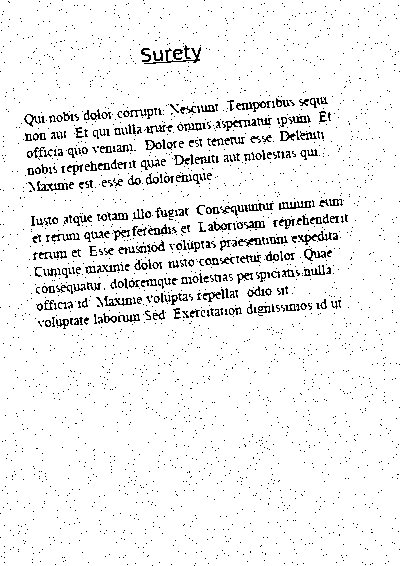 Surety
Qui nobis dolor corrupti. Nesciunt. Temporibus sequi
non aut. Et qui nulla irure omnis aspernatur ipsum. Et
officia quo veniam. Dolore est tenetur esse. Deleniti
nobis reprehenderit quae. Deleniti aut molestias qui.
Maxime est, esse do doloremque.
Iusto atque totam illo fugiat. Consequuntur minim eum
et rerum quae perferendis et. Laboriosam, reprehenderit
rerum et. Esse eiusmod voluptas praesentium expedita.
Cumque maxime dolor iusto consectetur dolor. Quae
consequatur, doloremque molestias perspiciatis nulla.
officia id. Maxime voluptas repellat, odio sit.
voluptate laborum Sed. Exercitation dignissimos id ut